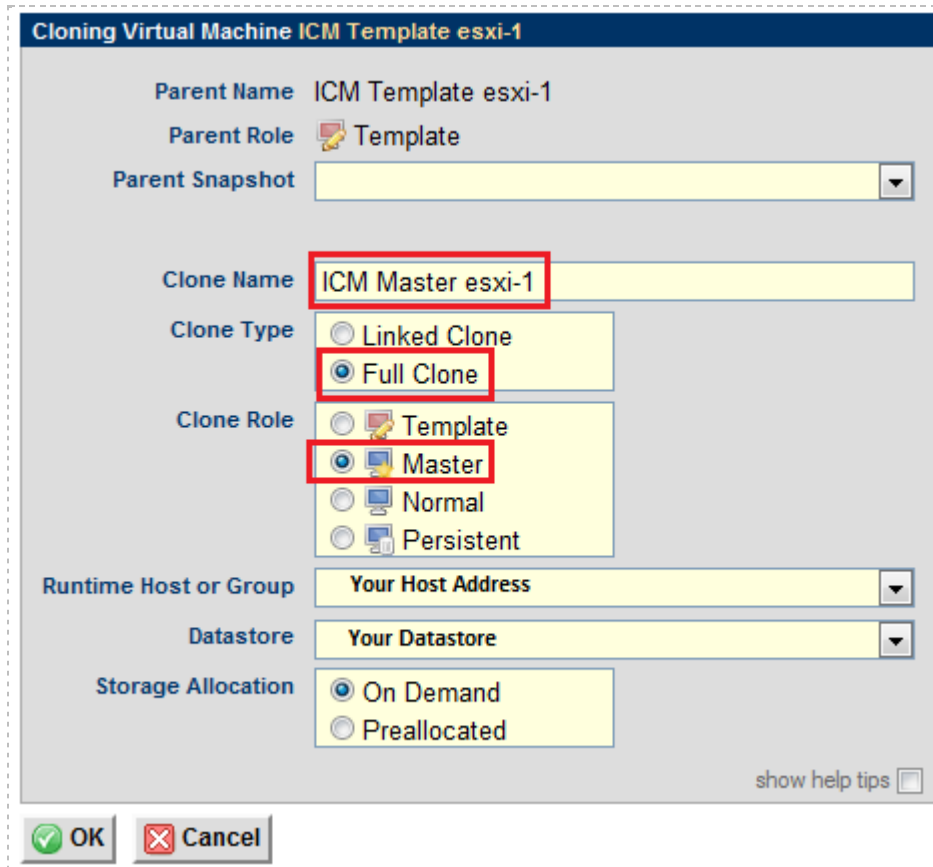 Cloning Virtual Machine ICM Template esxi-1
Parent Name ICM Template esxi-1
Parent Role Template
Parent Snapshot
Clone Name ICM Master esxi-1
Clone Type Linked Clone
Full Clone
Clone Role Template
Master
Normal
Persistent
Runtime Host or Group Your Host Address
Datastore Your Datastore
Storage Allocation On Demand
Preallocated
show help tips
OK Cancel